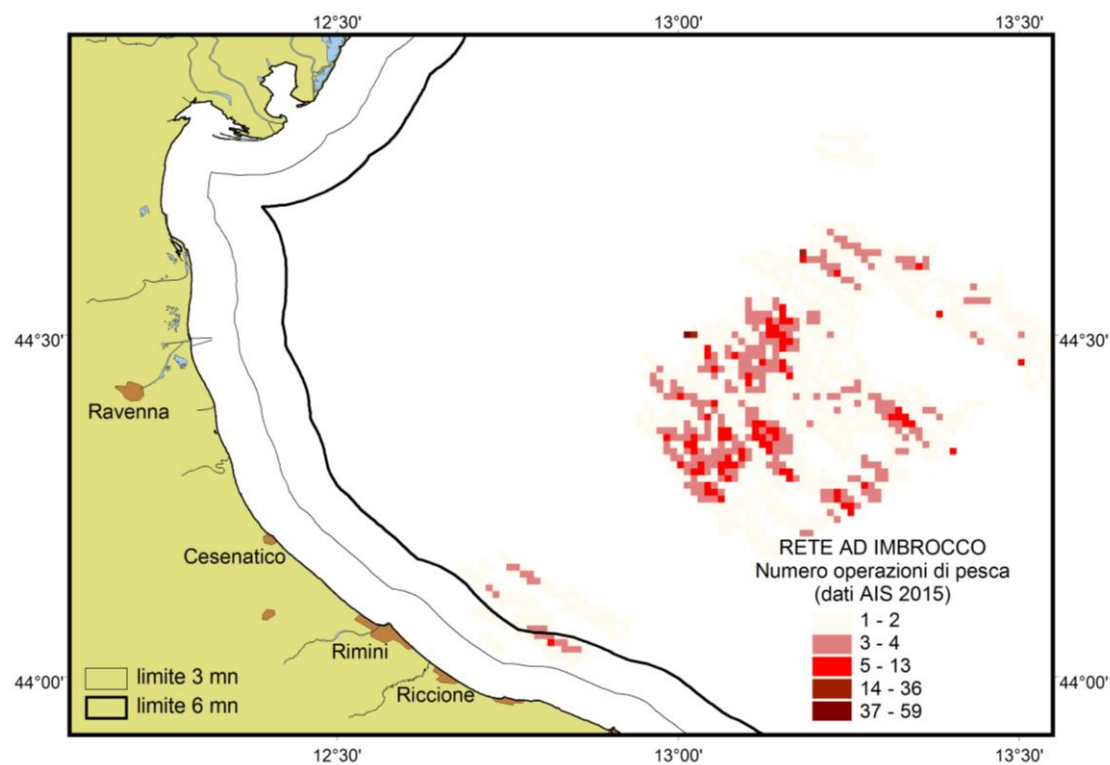 12°30'
13°00'
13°30'
44°30'
44°30'
Ravenna
Cesenatico
RETE AD IMBROCCO
Numero operazioni di pesca
(dati AIS 2015)
1 - 2
3 - 4
5 - 13
14 - 36
37 - 59
Rimini
Riccione
limite 3 mn
limite 6 mn
44°00'
44°00'
12°30'
13°00'
13°30'